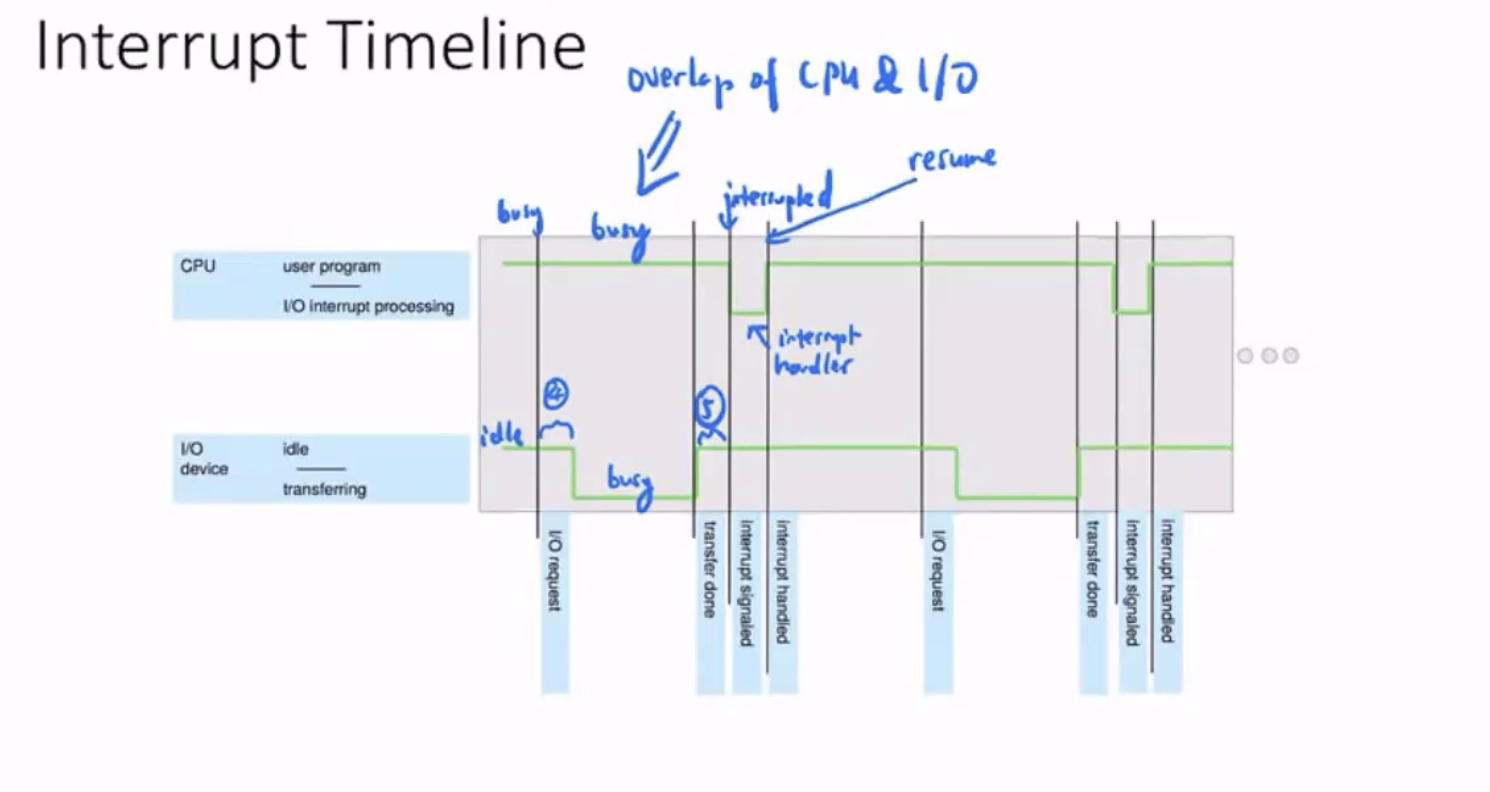 Interrupt Timeline
overlap of CPU & I/O
resume
interrupted
busy
busy
CPU
user program
I/O interrupt processing
interrupt
handler
4
5
idle
I/O
device
idle
transferring
busy
I/O request
transfer done
interrupt signaled
interrupt handled
I/O request
transfer done
interrupt signaled
interrupt handled